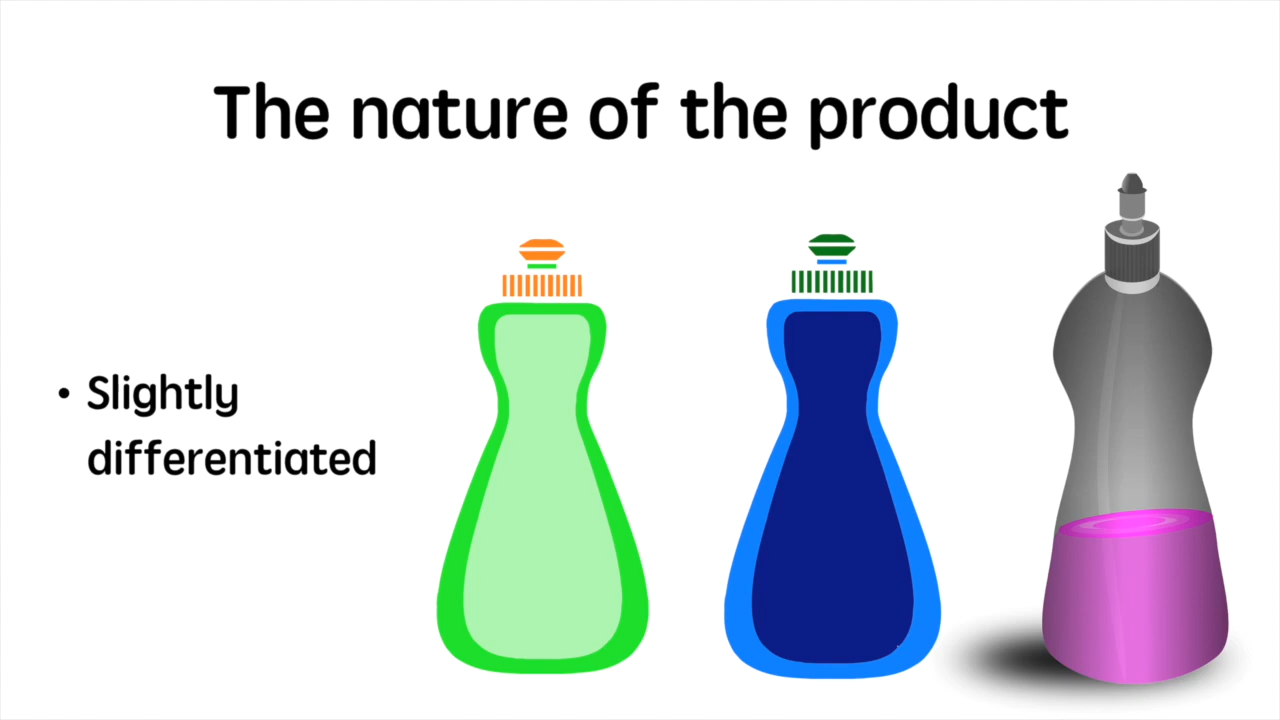 The nature of the product
• Slightly
differentiated